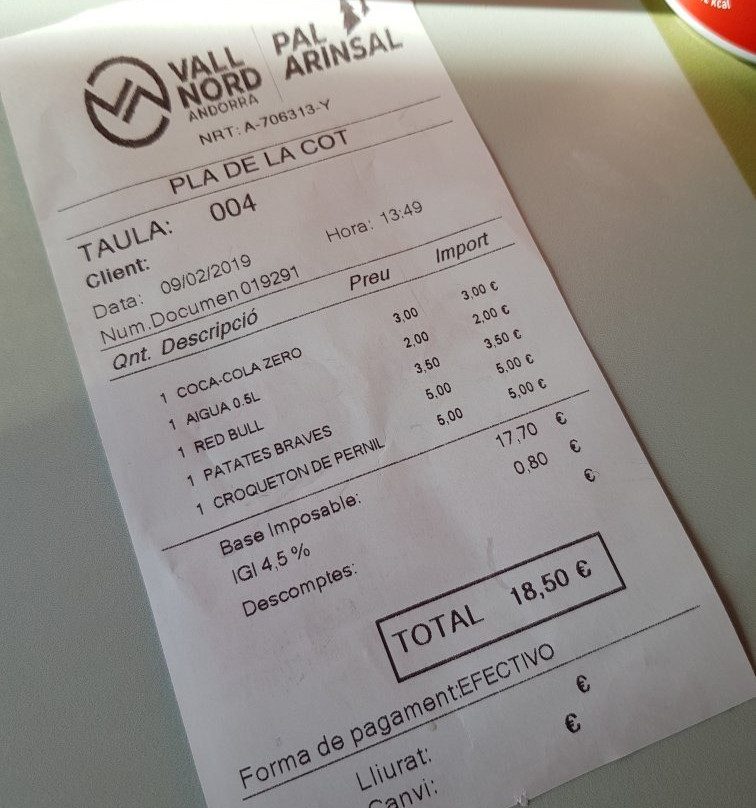 VALL
NORD
ANDORRA
PAL
ARINSAL
NRT: A-706313-Y
PLA DE LA COT
TAULA: 004
Client:
Data: 09/02/2019 Hora: 13:49
Num.Documen 019291
Qnt. Descripció Preu Import
1 COCA-COLA ZERO 3,00 3,00 €
1 AIGUA 0.5L 2,00 2,00 €
1 RED BULL 3,50 3,50 €
1 PATATES BRAVES 5,00 5,00 €
1 CROQUETON DE PERNIL 5,00 5,00 €
Base Imposable: 17,70 €
IGI 4,5 % 0,80 €
Descomptes: €
TOTAL 18,50 €
Forma de pagament:EFECTIVO
Lliurat: €
Canvi: €
kcal